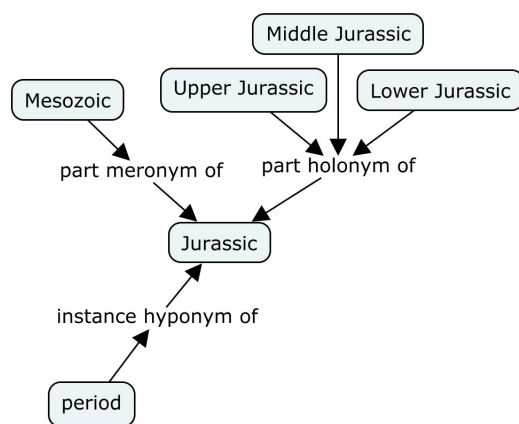 Middle Jurassic
Upper Jurassic
Lower Jurassic
Mesozoic
part meronym of
part holonym of
Jurassic
instance hyponym of
period